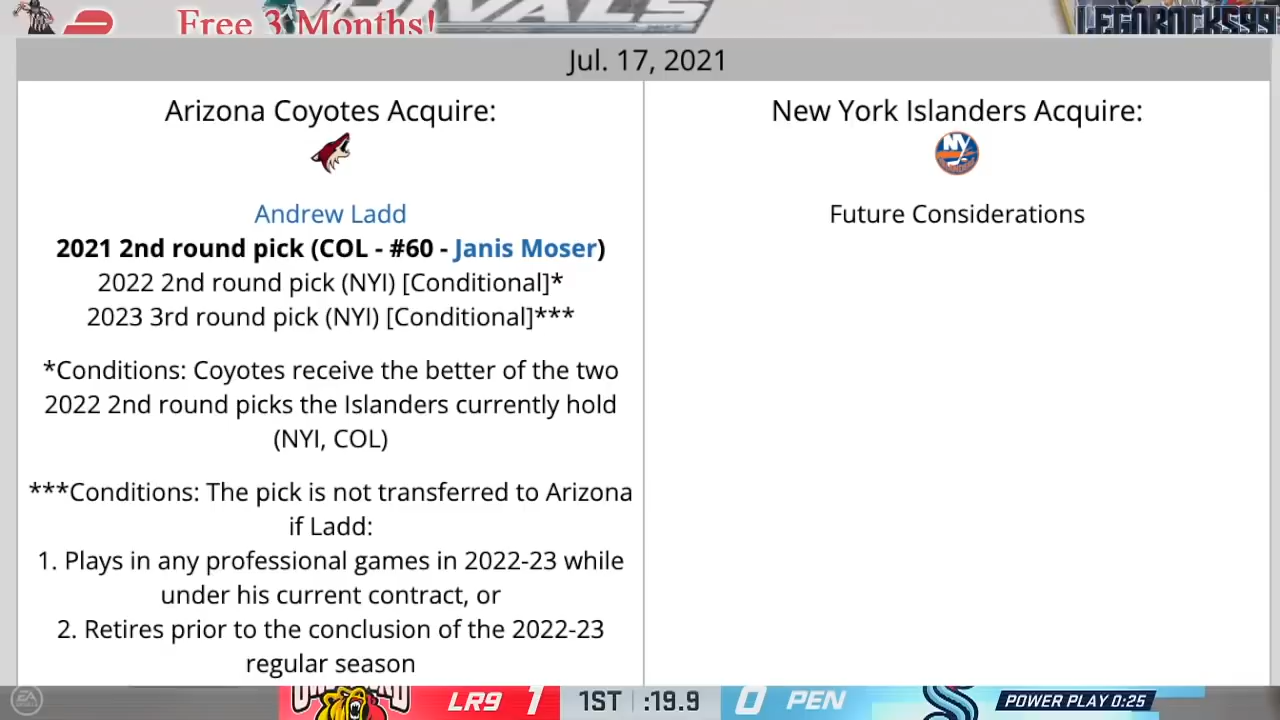 Free 3 Months!
LEGOROCKS99
Jul. 17, 2021
Arizona Coyotes Acquire:
New York Islanders Acquire:
NY
Andrew Ladd
Future Considerations
2021 2nd round pick (COL - #60 - Janis Moser)
2022 2nd round pick (NYI) [Conditional]*
2023 3rd round pick (NYI) [Conditional]***
*Conditions: Coyotes receive the better of the two
2022 2nd round picks the Islanders currently hold
(NYI, COL)
***Conditions: The pick is not transferred to Arizona
if Ladd:
1. Plays in any professional games in 2022-23 while
under his current contract, or
2. Retires prior to the conclusion of the 2022-23
regular season
EA
LR9 1 1ST :19.9 0 PEN POWER PLAY 0:25